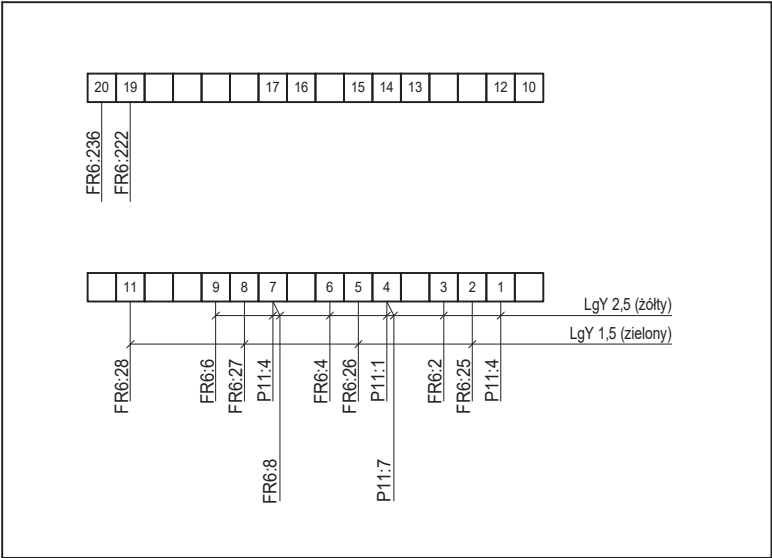 20 19 17 16 15 14 13 12 10
FR6:236
FR6:222
11 9 8 7 6 5 4 3 2 1
LgY 2,5 (żółty)
LgY 1,5 (zielony)
FR6:28
FR6:6
FR6:27
P11:4
FR6:4
FR6:26
P11:1
FR6:2
FR6:25
P11:4
FR6:8
P11:7